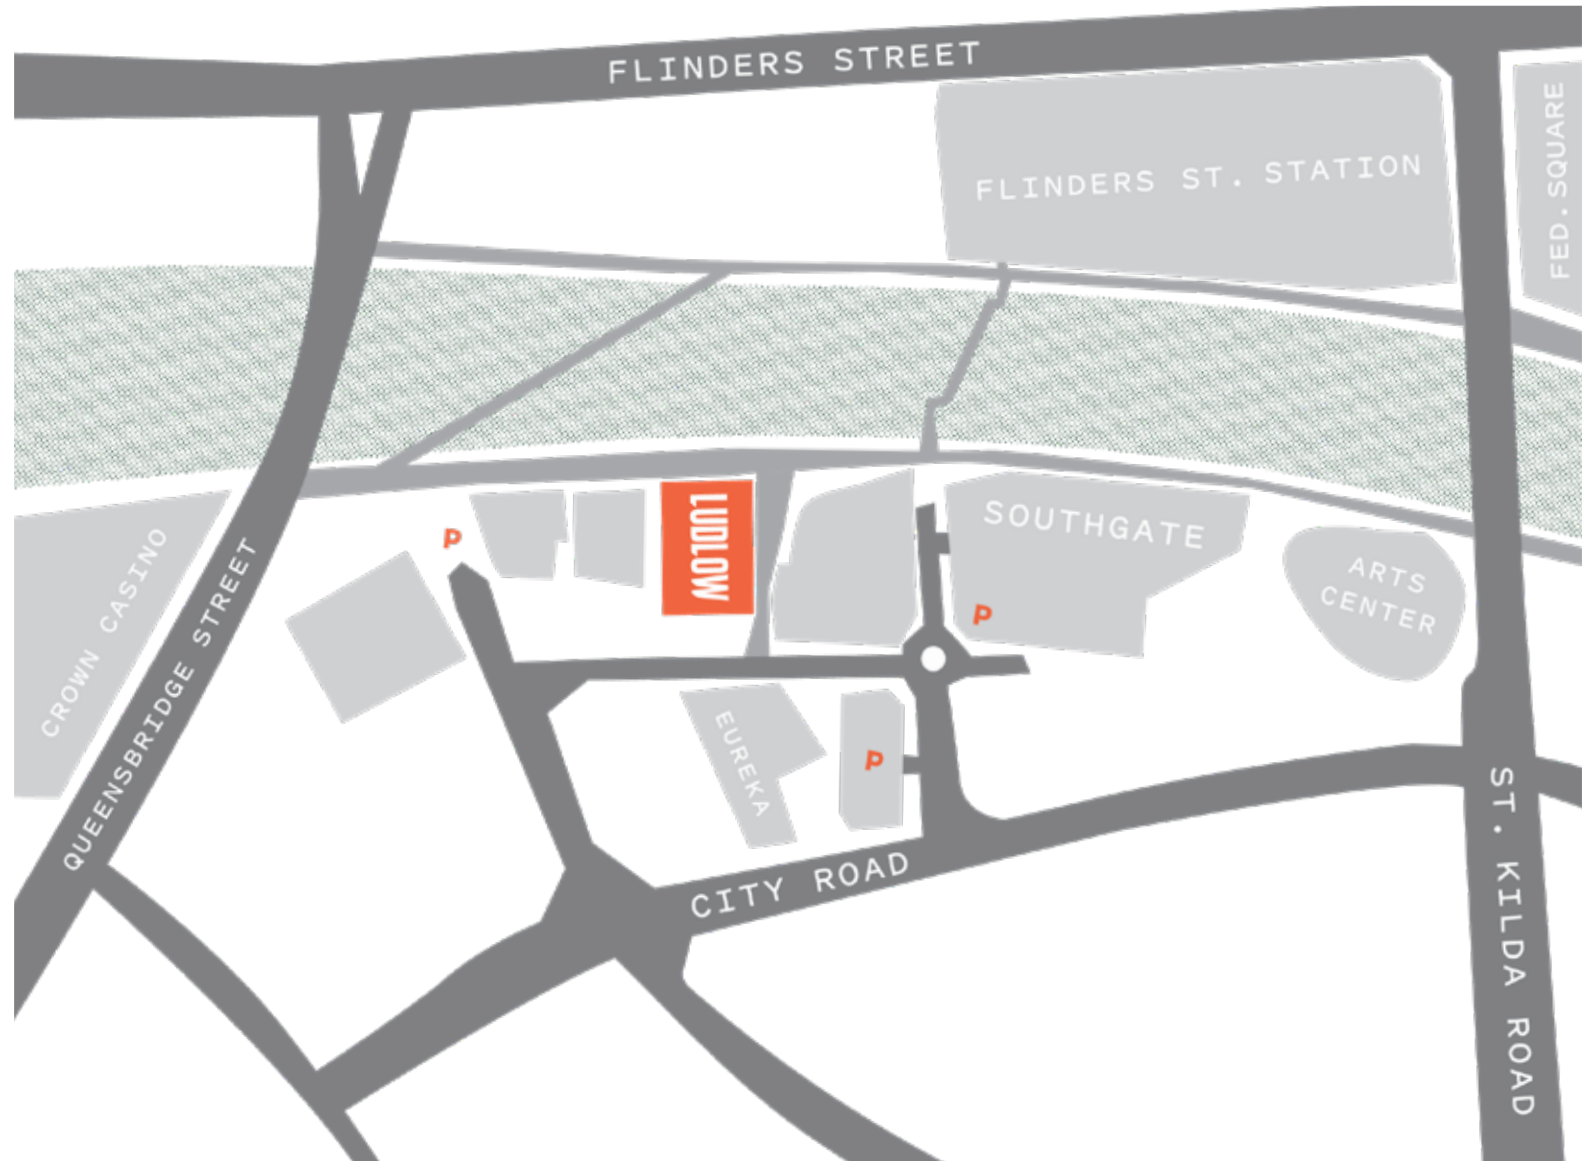 FLINDERS STREET
FLINDERS ST. STATION
FED. SQUARE
CROWN CASINO
QUEENSBRIDGE STREET
P
LUDLOW
SOUTHGATE
P
ARTS
CENTER
EUREKA
P
CITY ROAD
ST. KILDA ROAD